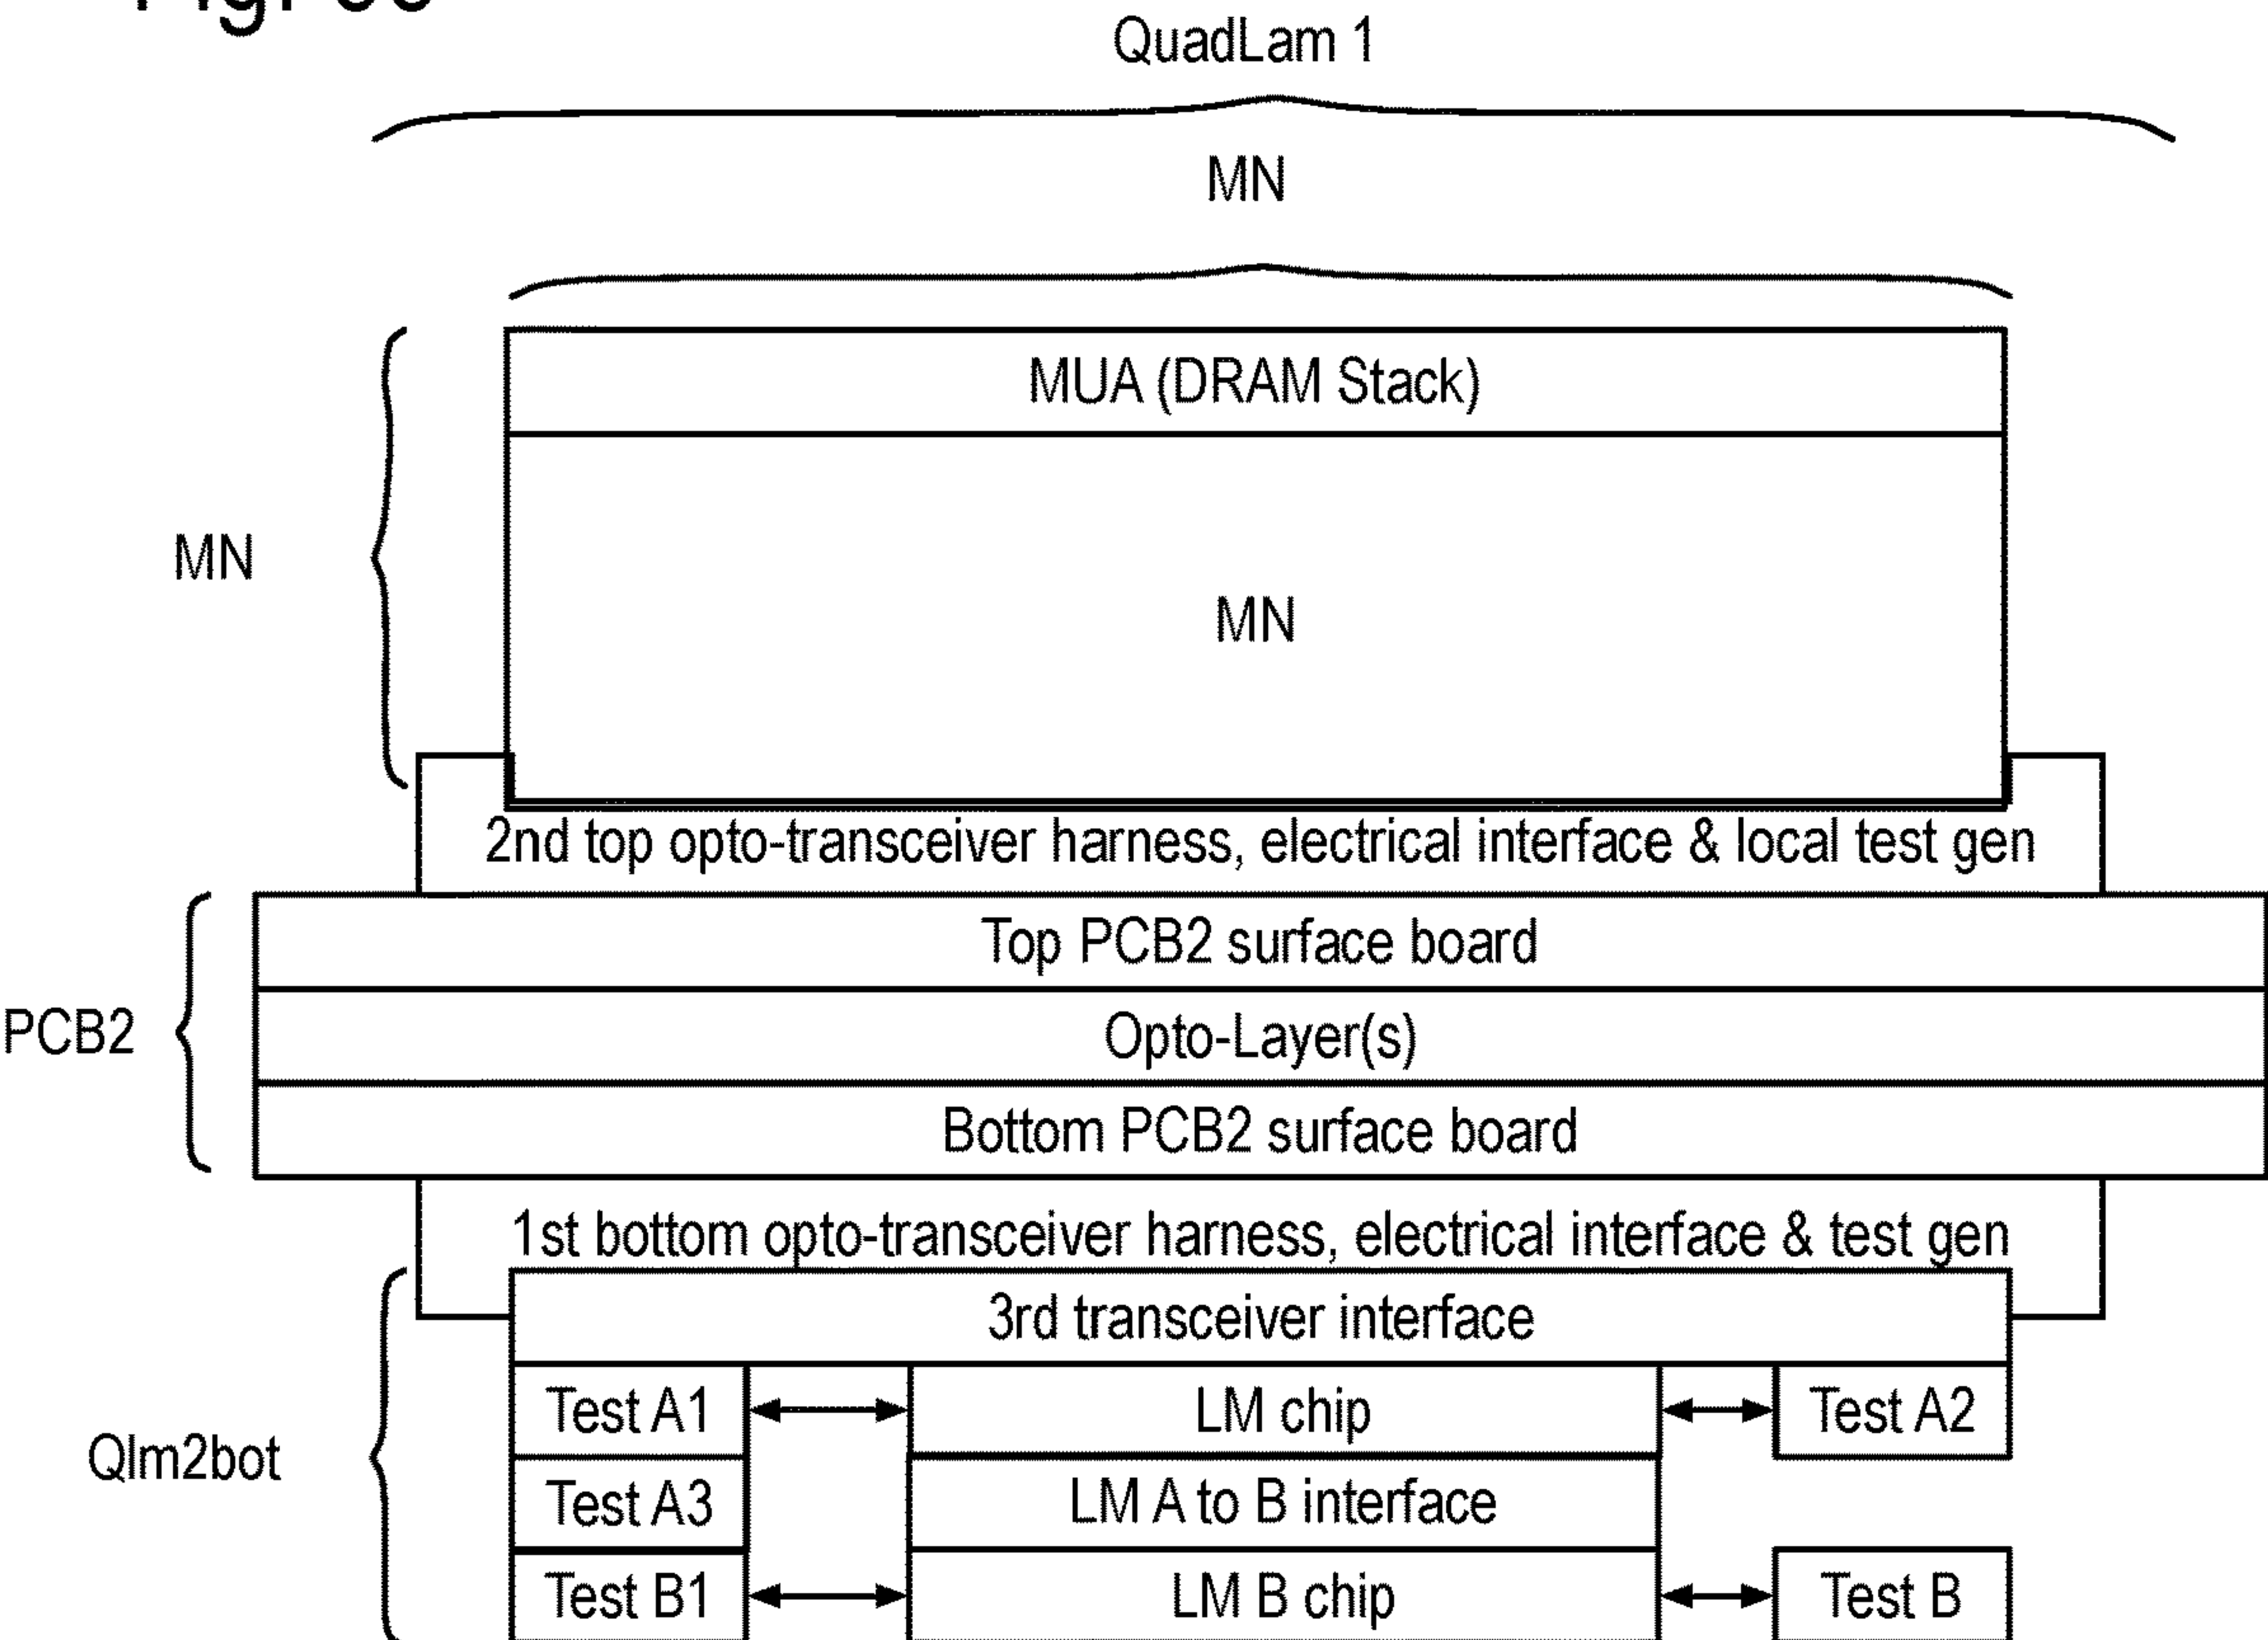 QuadLam 1
MN
MUA (DRAM Stack)
MN
MN
2nd top opto-transceiver harness, electrical interface & local test gen
Top PCB2 surface board
PCB2
Opto-Layer(s)
Bottom PCB2 surface board
1st bottom opto-transceiver harness, electrical interface & test gen
3rd transceiver interface
Test A1
LM chip
Test A2
Qlm2bot
Test A3
LM A to B interface
Test B1
LM B chip
Test B